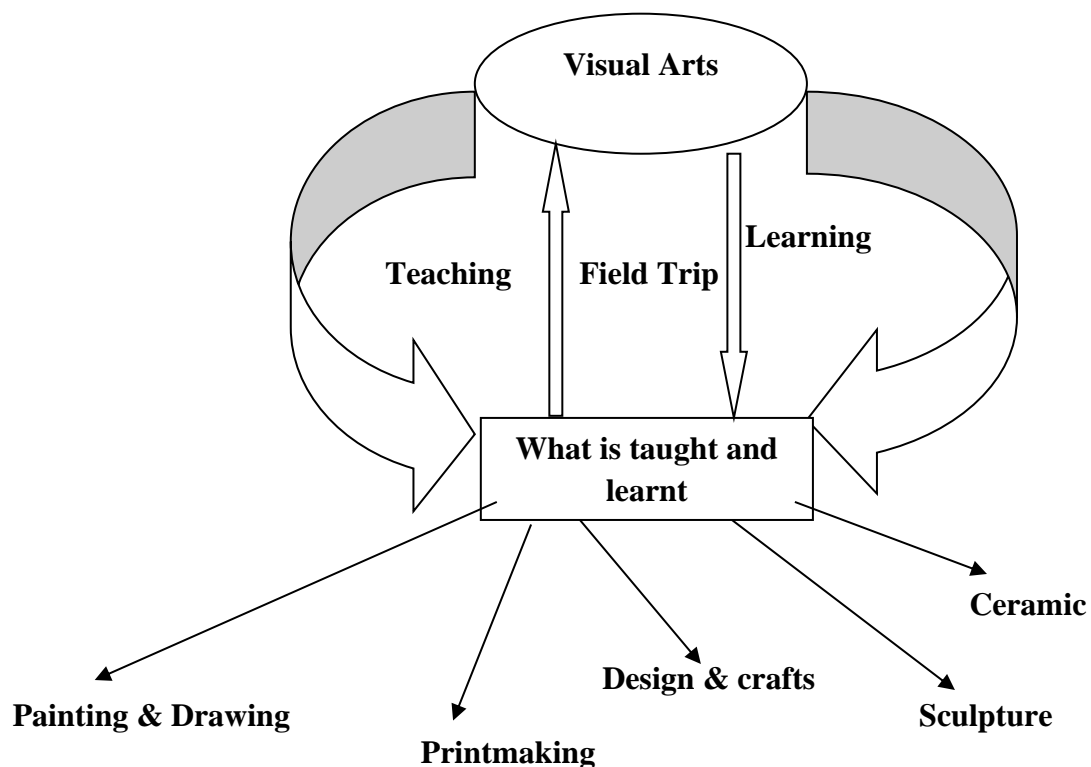 Visual Arts
Learning
Teaching
Field Trip
What is taught and
learnt
Ceramic
Design & crafts
Painting & Drawing
Sculpture
Printmaking